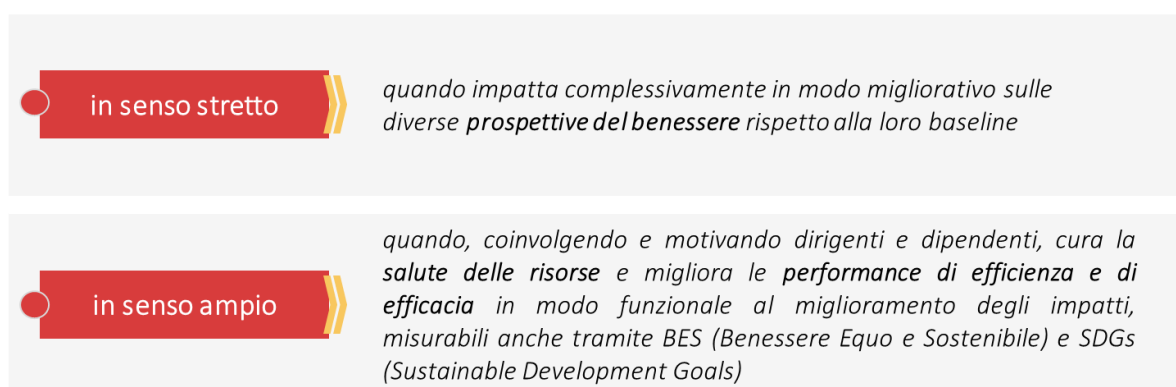 in senso stretto
quando impatta complessivamente in modo migliorativo sulle
diverse prospettive del benessere rispetto alla loro baseline
in senso ampio
quando, coinvolgendo e motivando dirigenti e dipendenti, cura la
salute delle risorse e migliora le performance di efficienza e di
efficacia in modo funzionale al miglioramento degli impatti,
misurabili anche tramite BES (Benessere Equo e Sostenibile) e SDGs
(Sustainable Development Goals)